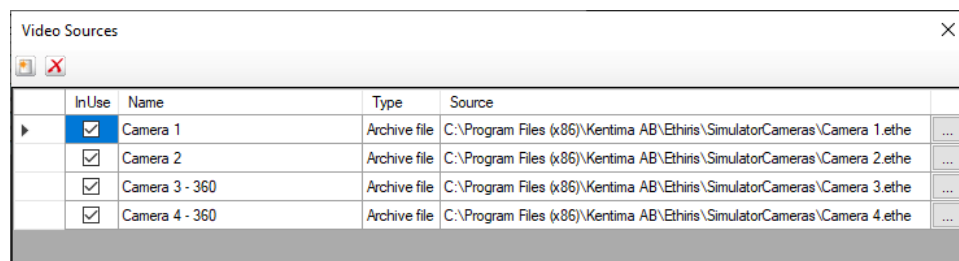 Video Sources
InUse Name Type Source
Camera 1 Archive file C:\Program Files (x86)\Kentima AB\Ethiris\SimulatorCameras\Camera 1.ethe ...
Camera 2 Archive file C:\Program Files (x86)\Kentima AB\Ethiris\SimulatorCameras\Camera 2.ethe ...
Camera 3 - 360 Archive file C:\Program Files (x86)\Kentima AB\Ethiris\SimulatorCameras\Camera 3.ethe ...
Camera 4 - 360 Archive file C:\Program Files (x86)\Kentima AB\Ethiris\SimulatorCameras\Camera 4.ethe ...